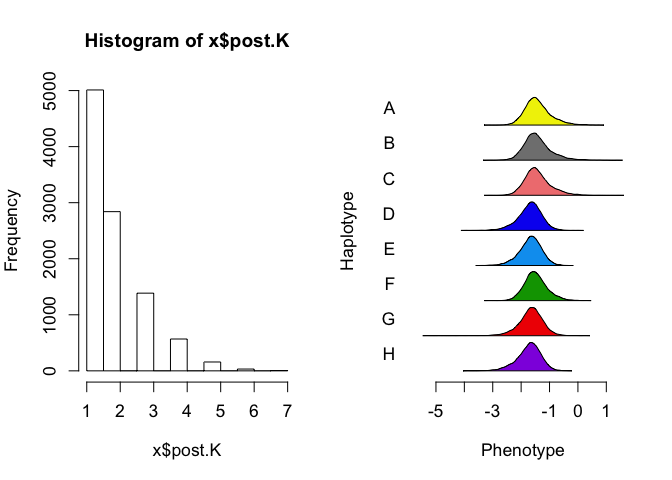 Histogram of x$post.K
Frequency
5000
4000
3000
2000
1000
0
1 2 3 4 5 6 7
x$post.K
Haplotype
A
B
C
D
E
F
G
H
-5 -3 -1 0 1
Phenotype